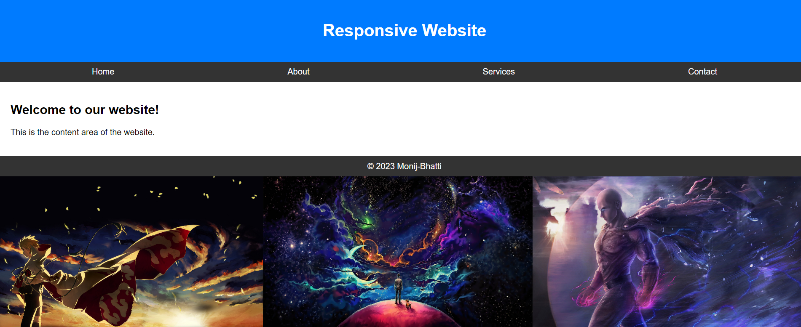 Responsive Website
Home About Services Contact
Welcome to our website!
This is the content area of the website.
© 2023 Monij-Bhatti